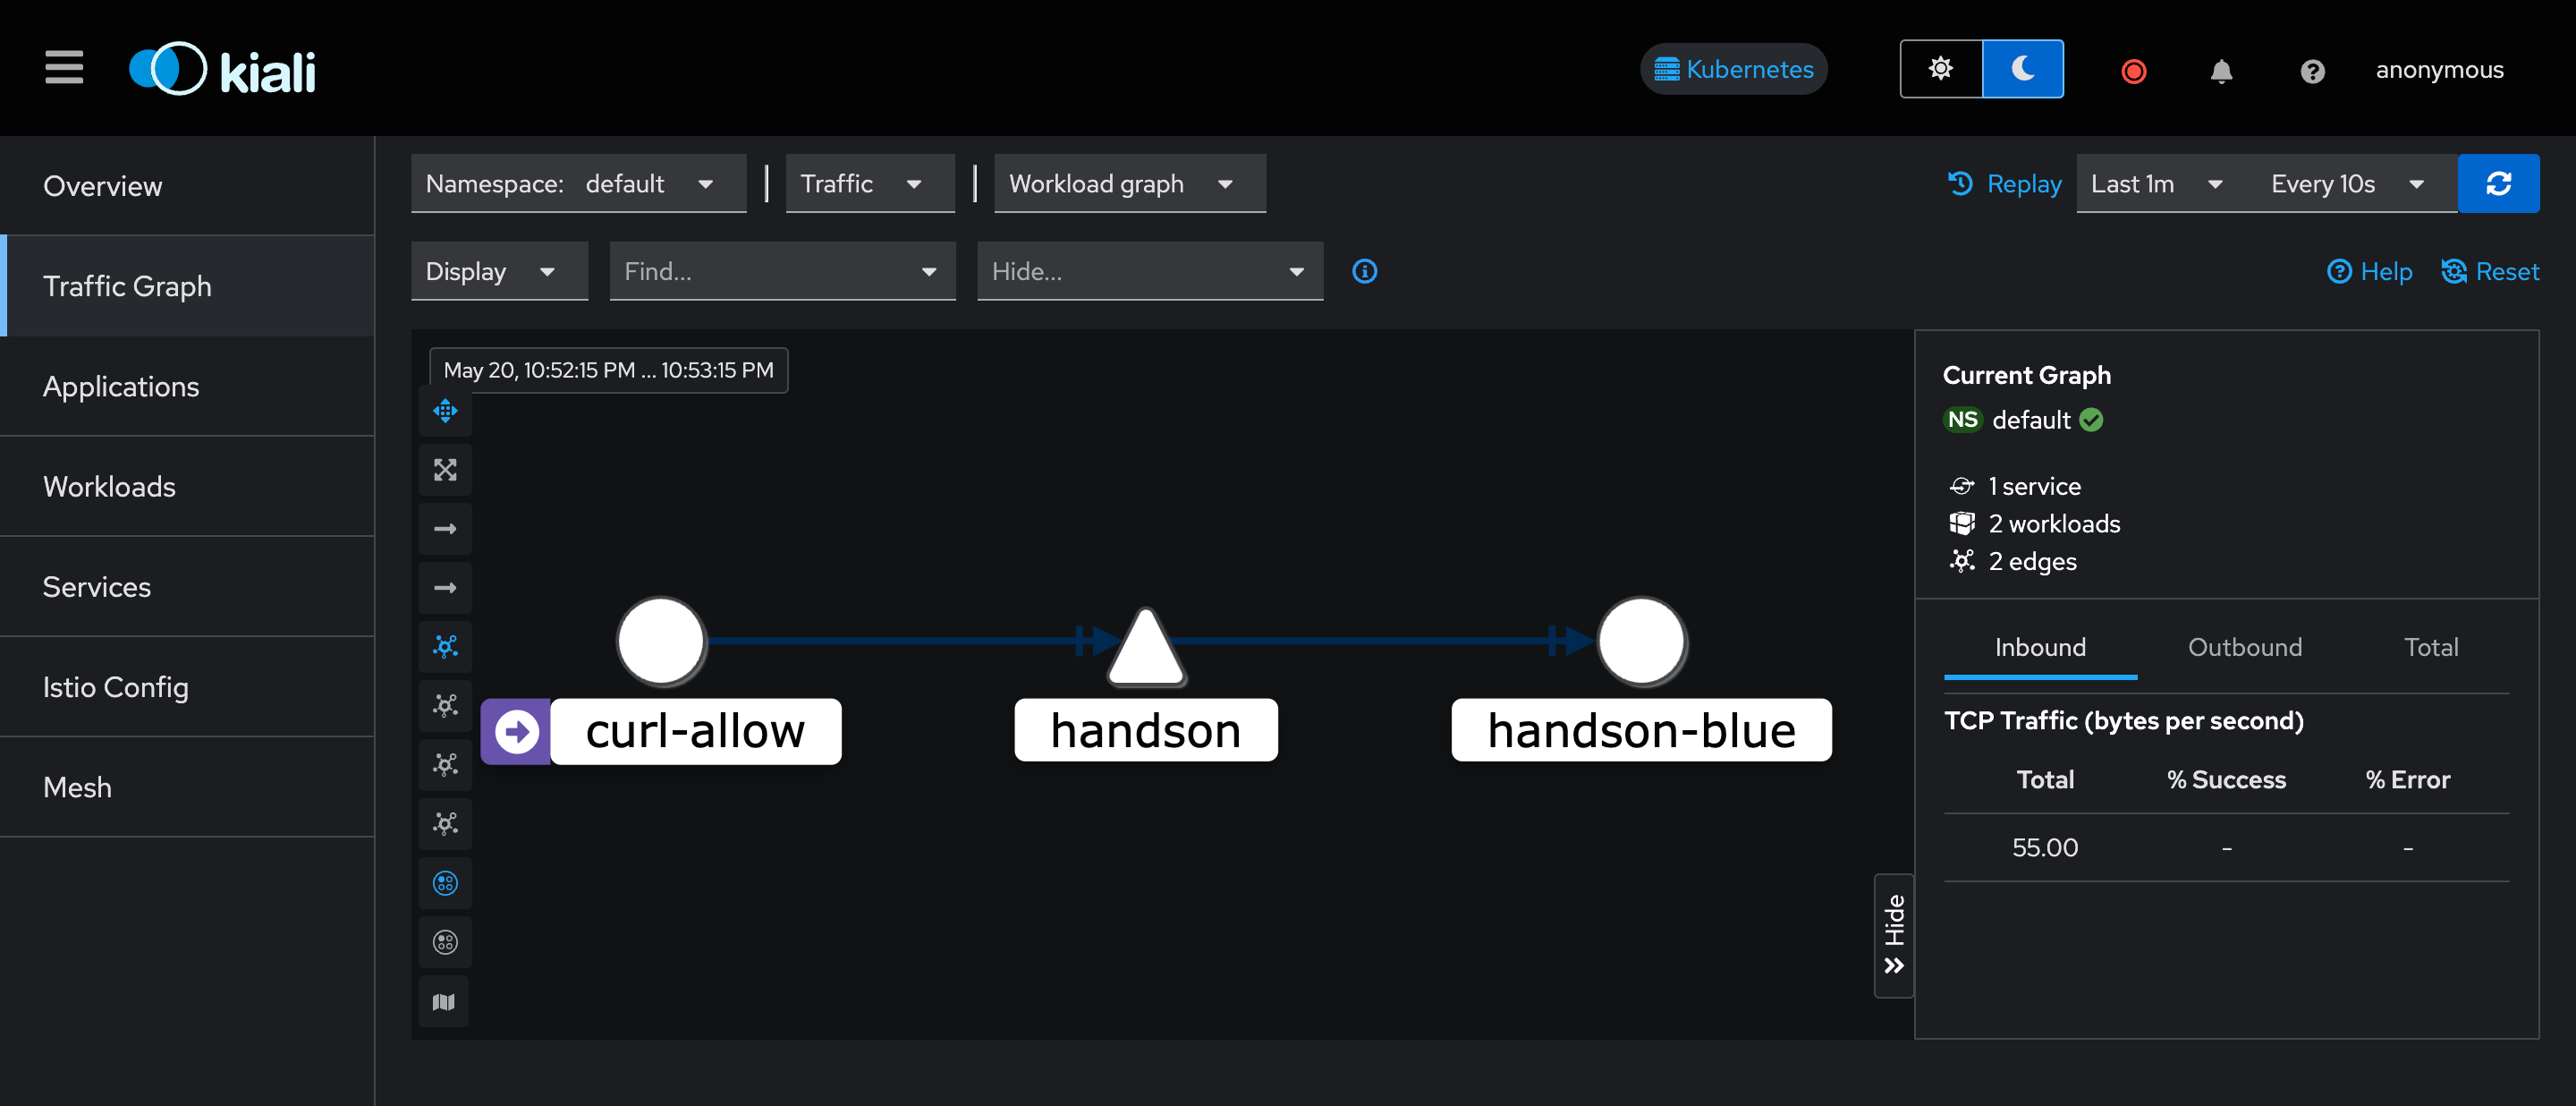 kiali
Kubernetes
anonymous
Overview
Traffic Graph
Applications
Workloads
Services
Istio Config
Mesh
Namespace: default
Traffic
Workload graph
Replay
Last 1m
Every 10s
Display
Find...
Hide...
Help
Reset
May 20, 10:52:15 PM ... 10:53:15 PM
curl-allow
handson
handson-blue
Hide
Current Graph
NS default
1 service
2 workloads
2 edges
Inbound Outbound Total
TCP Traffic (bytes per second)
Total % Success % Error
55.00 - -